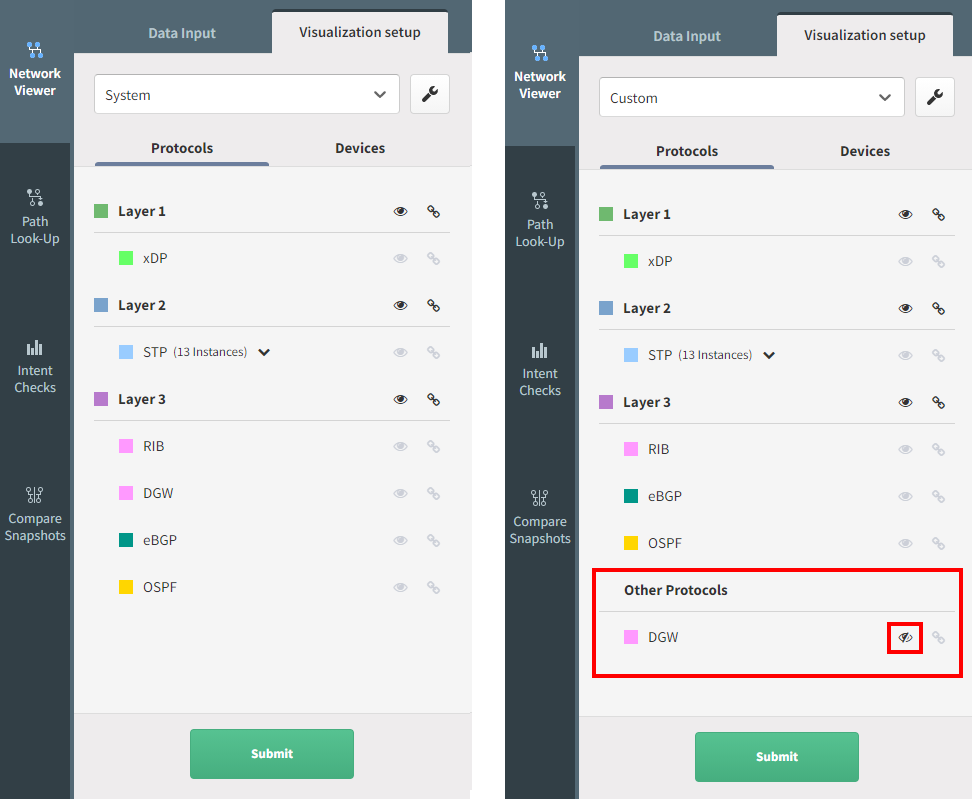 Data Input
Visualization setup
Network
Viewer
System
Protocols
Devices
Layer 1
Path
Look-Up
xDP
Layer 2
STP (13 Instances)
Intent
Checks
Layer 3
RIB
DGW
Compare
Snapshots
eBGP
OSPF
Submit
Data Input
Visualization setup
Network
Viewer
Custom
Protocols
Devices
Layer 1
Path
Look-Up
xDP
Layer 2
STP (13 Instances)
Intent
Checks
Layer 3
RIB
eBGP
Compare
Snapshots
OSPF
Other Protocols
DGW
Submit